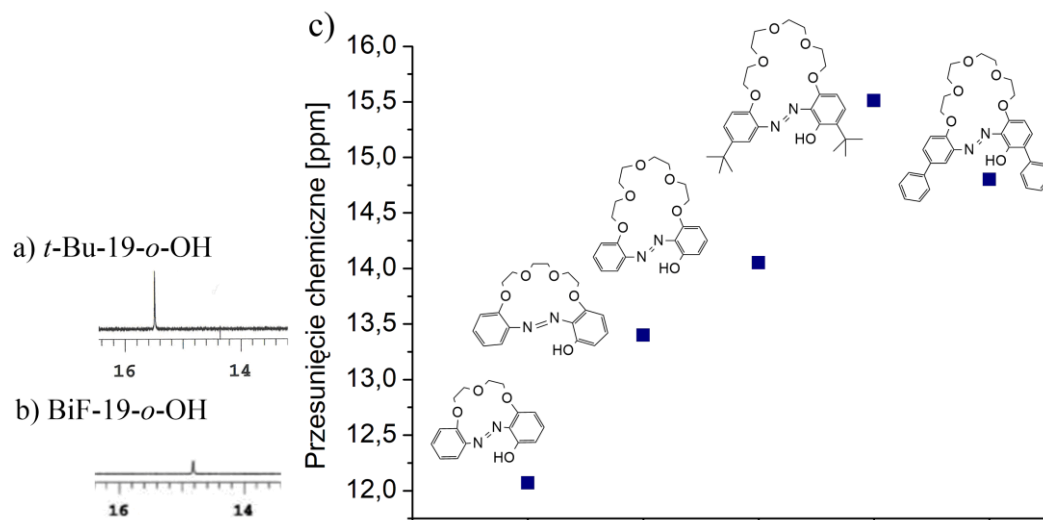 c)
Przesunięcie chemiczne [ppm]
16,0
15,5
15,0
14,5
14,0
13,5
13,0
12,5
12,0
a) t-Bu-19-o-OH
16
14
b) BiF-19-o-OH
16
14
O
O
O
O
O
N
N
HO
O
O
O
O
O
N
N
HO
O
O
O
O
O
N
N
HO
O
O
O
O
N
N
HO
O
O
O
N
N
HO